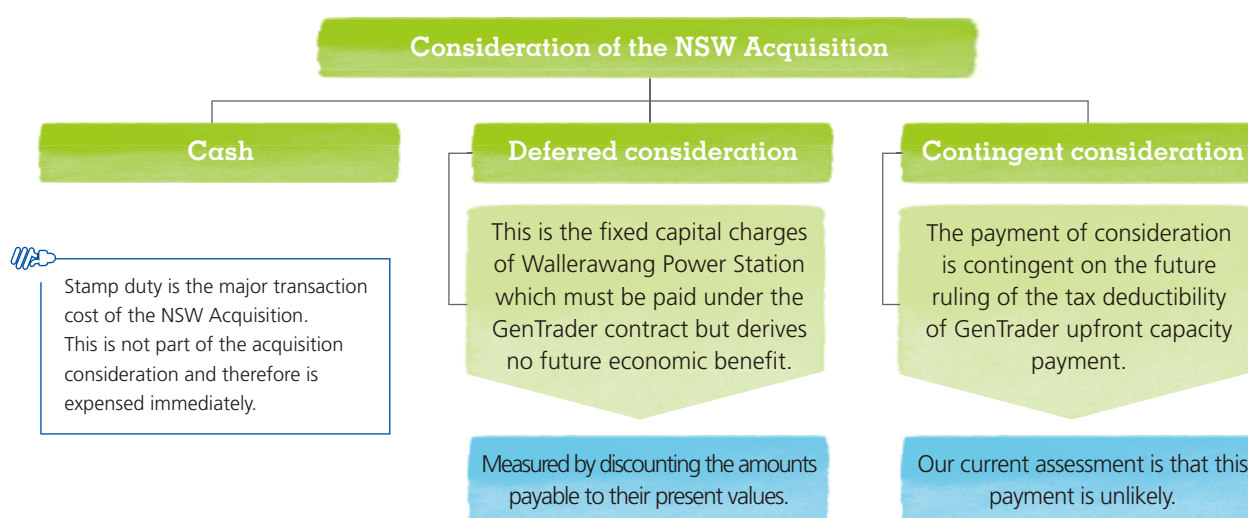 Consideration of the NSW Acquisition
Cash
Stamp duty is the major transaction
cost of the NSW Acquisition.
This is not part of the acquisition
consideration and therefore is
expensed immediately.
Deferred consideration
This is the fixed capital charges
of Wallerawang Power Station
which must be paid under the
GenTrader contract but derives
no future economic benefit.
Measured by discounting the amounts
payable to their present values.
Contingent consideration
The payment of consideration
is contingent on the future
ruling of the tax deductibility
of GenTrader upfront capacity
payment.
Our current assessment is that this
payment is unlikely.